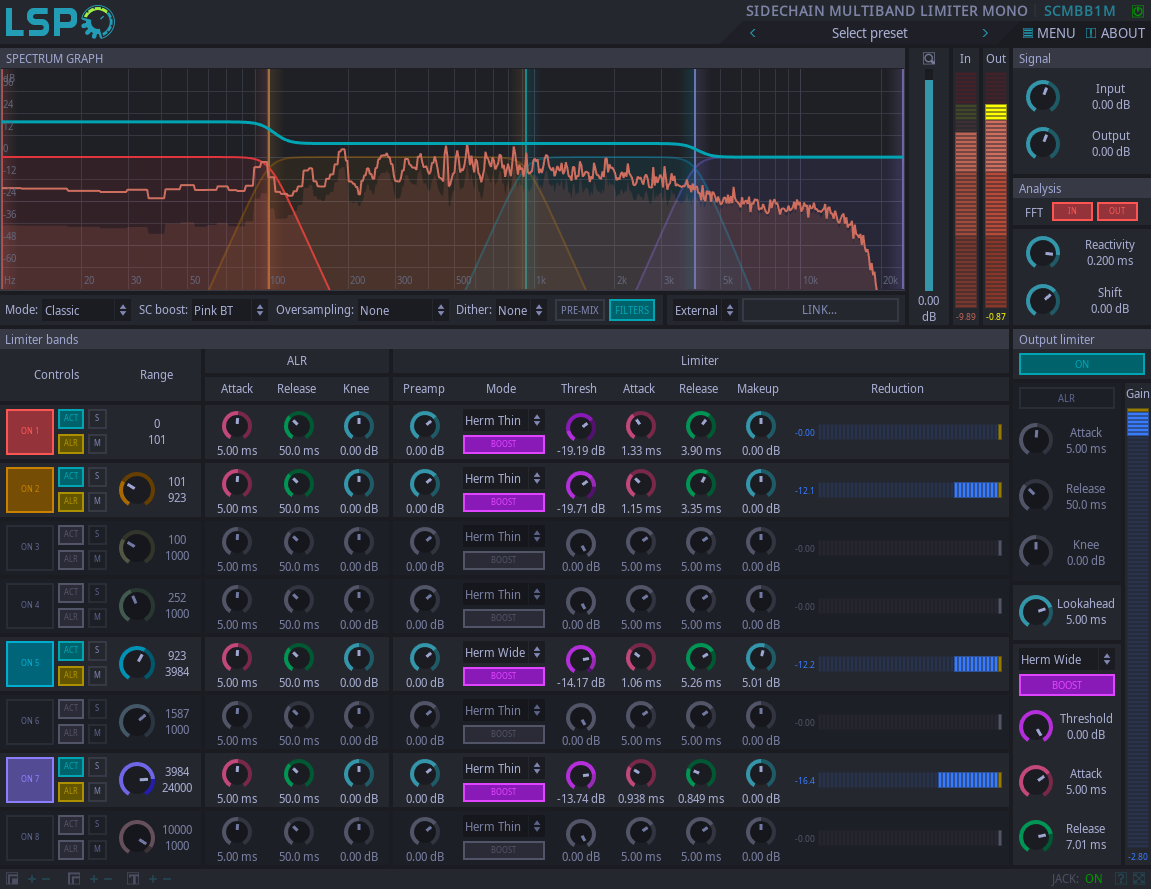 LSP
SIDECHAIN MULTIBAND LIMITER MONO SCMBB1M
Select preset
MENU ABOUT
SPECTRUM GRAPH
dB
36
24
12
0
-12
-24
-36
-48
-60
Hz 20 30 50 100 200 300 500 1k 2k 3k 5k 10k 20k
0.00
dB
In Out
-9.89 -0.87
Signal
Input
0.00 dB
Output
0.00 dB
Analysis
FFT IN OUT
Reactivity
0.200 ms
Shift
0.00 dB
Mode: Classic SC boost: Pink BT Oversampling: None Dither: None PRE-MIX FILTERS External LINK...
Limiter bands
Controls Range
ALR
Attack Release Knee
Limiter
Preamp Mode Thresh Attack Release Makeup Reduction
ON 1 ACT S ALR M
0
101
5.00 ms 50.0 ms 0.00 dB 0.00 dB Herm Thin BOOST -19.19 dB 1.33 ms 3.90 ms 0.00 dB -0.00
ON 2 ACT S ALR M
101
923
5.00 ms 50.0 ms 0.00 dB 0.00 dB Herm Thin BOOST -19.71 dB 1.15 ms 3.35 ms 0.00 dB -12.1
ON 3 ACT S ALR M
100
1000
5.00 ms 50.0 ms 0.00 dB 0.00 dB Herm Thin BOOST 0.00 dB 5.00 ms 5.00 ms 0.00 dB -0.00
ON 4 ACT S ALR M
252
1000
5.00 ms 50.0 ms 0.00 dB 0.00 dB Herm Thin BOOST 0.00 dB 5.00 ms 5.00 ms 0.00 dB -0.00
ON 5 ACT S ALR M
923
3984
5.00 ms 50.0 ms 0.00 dB 0.00 dB Herm Wide BOOST -14.17 dB 1.06 ms 5.26 ms 5.01 dB -12.2
ON 6 ACT S ALR M
1587
1000
5.00 ms 50.0 ms 0.00 dB 0.00 dB Herm Thin BOOST 0.00 dB 5.00 ms 5.00 ms 0.00 dB -0.00
ON 7 ACT S ALR M
3984
24000
5.00 ms 50.0 ms 0.00 dB 0.00 dB Herm Thin BOOST -13.74 dB 0.938 ms 0.849 ms 0.00 dB -16.4
ON 8 ACT S ALR M
10000
1000
5.00 ms 50.0 ms 0.00 dB 0.00 dB Herm Thin BOOST 0.00 dB 5.00 ms 5.00 ms 0.00 dB -0.00
Output limiter
ON
ALR
Attack
5.00 ms
Release
50.0 ms
Knee
0.00 dB
Lookahead
5.00 ms
Herm Wide
BOOST
Threshold
0.00 dB
Attack
5.00 ms
Release
7.01 ms
Gain
-2.80
JACK: ON